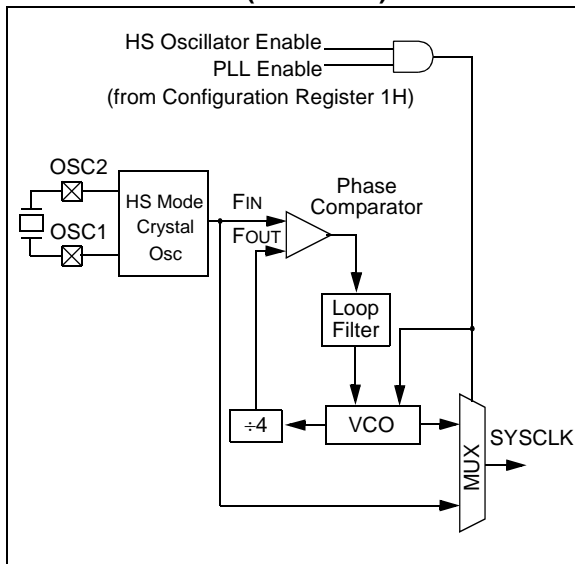 HS Oscillator Enable
PLL Enable
(from Configuration Register 1H)
OSC2
OSC1
HS Mode
Crystal
Osc
FIN
FOUT
Phase
Comparator
Loop
Filter
÷4
VCO
MUX
SYSCLK